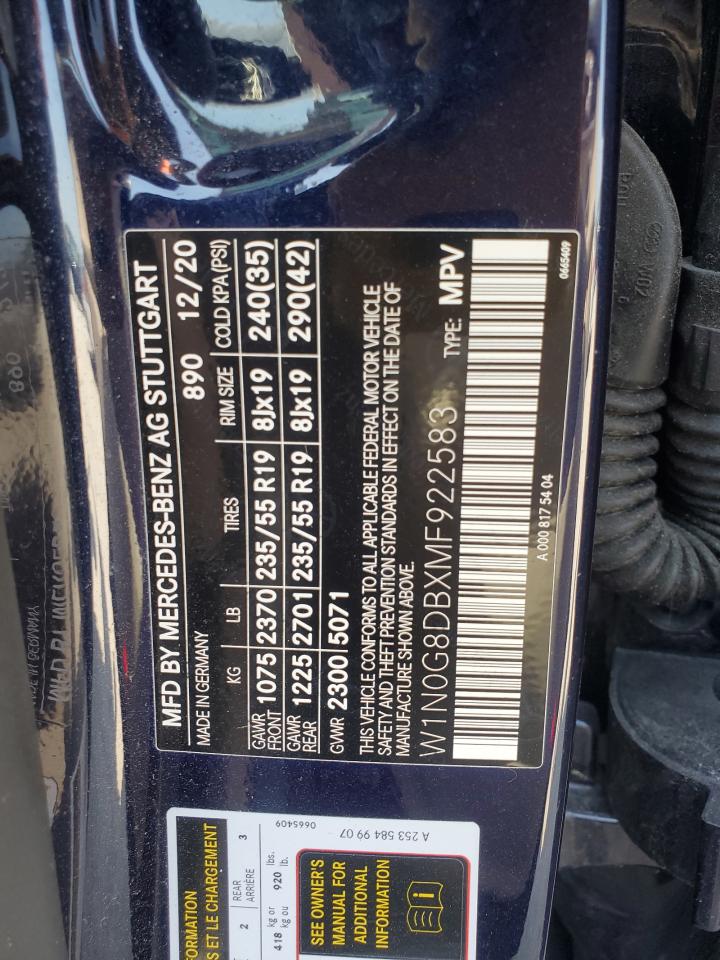 MFD BY MERCEDES-BENZ AG STUTTGART
MADE IN GERMANY 890 12/20
KG LB TIRES RIM SIZE COLD KPA(PSI)
GAWR FRONT 1075 2370 235/55 R19 8Jx19 240(35)
GAWR REAR 1225 2701 235/55 R19 8Jx19 290(42)
GVWR 2300 5071
THIS VEHICLE CONFORMS TO ALL APPLICABLE FEDERAL MOTOR VEHICLE
SAFETY AND THEFT PREVENTION STANDARDS IN EFFECT ON THE DATE OF
MANUFACTURE SHOWN ABOVE.
W1N0G8DBXMF922583 TYPE: MPV
A 000 817 54 04 0665409
ET LE CHARGEMENT
2 REAR ARRIÈRE 3
418 kg or kg ou 920 lbs. lb.
SEE OWNER'S
MANUAL FOR
ADDITIONAL
INFORMATION
A 253 584 99 07 0665409